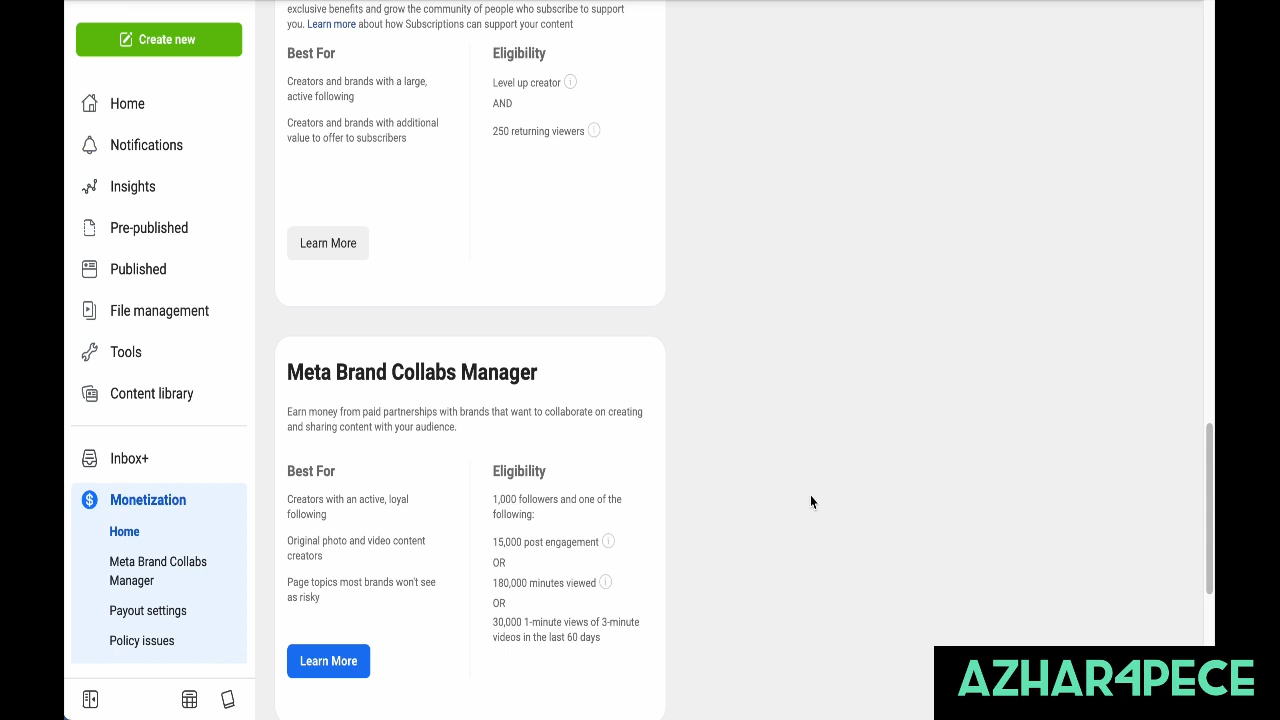 Create new
Home
Notifications
Insights
Pre-published
Published
File management
Tools
Content library
Inbox+
Monetization
Home
Meta Brand Collabs
Manager
Payout settings
Policy issues
exclusive benefits and grow the community of people who subscribe to support
you. Learn more about how Subscriptions can support your content
Best For
Creators and brands with a large,
active following
Creators and brands with additional
value to offer to subscribers
Learn More
Eligibility
Level up creator
AND
250 returning viewers
Meta Brand Collabs Manager
Earn money from paid partnerships with brands that want to collaborate on creating
and sharing content with your audience.
Best For
Creators with an active, loyal
following
Original photo and video content
creators
Page topics most brands won't see
as risky
Learn More
Eligibility
1,000 followers and one of the
following:
15,000 post engagement
OR
180,000 minutes viewed
OR
30,000 1-minute views of 3-minute
videos in the last 60 days
AZHAR4PECE